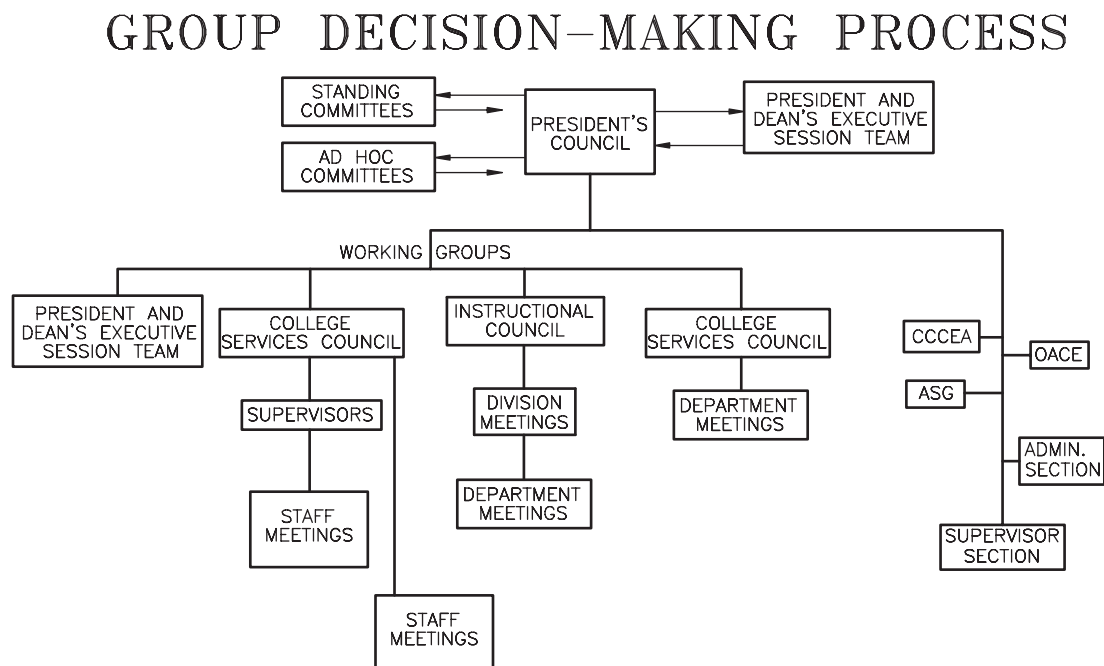 GROUP DECISION-MAKING PROCESS
STANDING
COMMITTEES
PRESIDENT'S
COUNCIL
PRESIDENT AND
DEAN'S EXECUTIVE
SESSION TEAM
AD HOC
COMMITTEES
WORKING GROUPS
PRESIDENT AND
DEAN'S EXECUTIVE
SESSION TEAM
COLLEGE
SERVICES COUNCIL
INSTRUCTIONAL
COUNCIL
COLLEGE
SERVICES COUNCIL
CCCEA
OACE
ASG
SUPERVISORS
DIVISION
MEETINGS
DEPARTMENT
MEETINGS
ADMIN.
SECTION
STAFF
MEETINGS
DEPARTMENT
MEETINGS
SUPERVISOR
SECTION
STAFF
MEETINGS